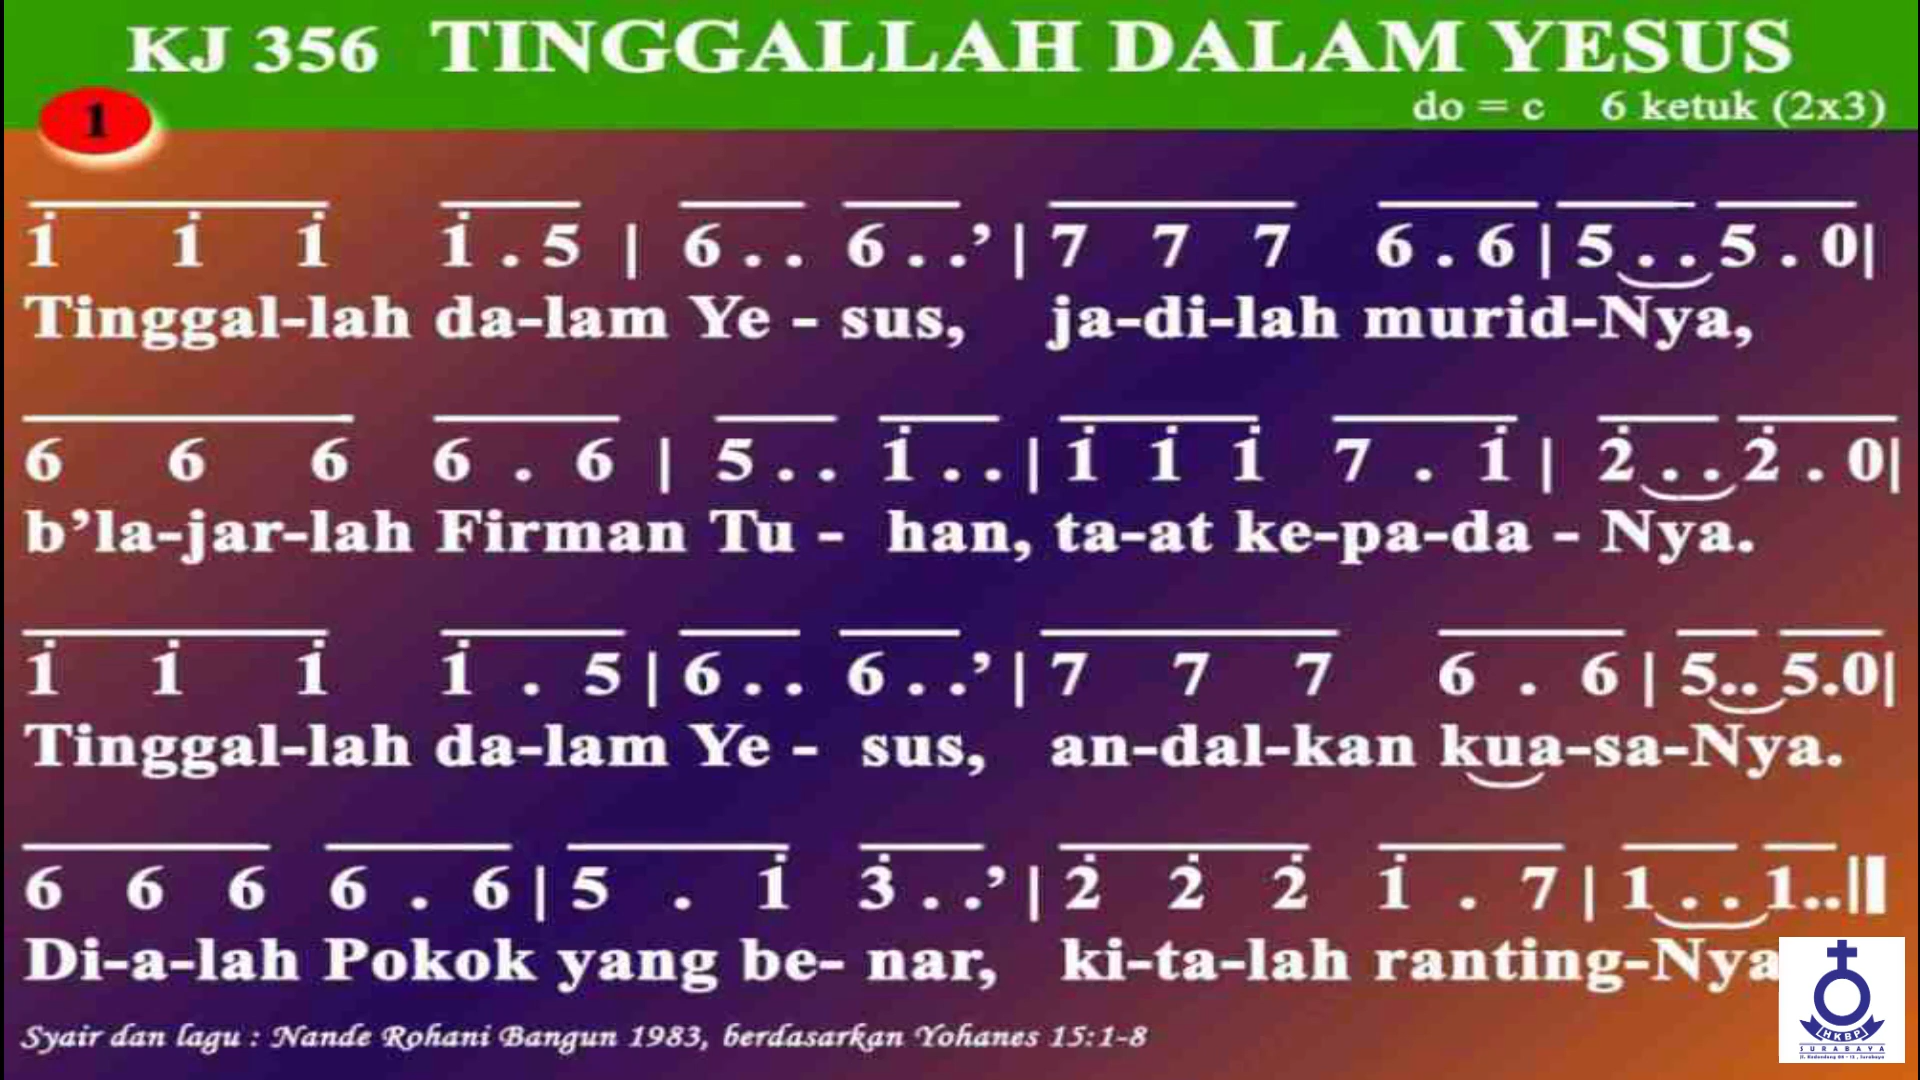 KJ 356 TINGGALLAH DALAM YESUS
do = c 6 ketuk (2x3)
1
1̇ 1̇ 1̇ 1̇ . 5 | 6 . . 6 . .’ | 7 7 7 6 . 6 | 5 . . 5 . 0|
Tinggal-lah da-lam Ye - sus, ja-di-lah murid-Nya,
6 6 6 6 . 6 | 5 . . 1̇ . . | 1̇ 1̇ 1̇ 7 . 1̇ | 2̇ . . 2̇ . 0|
b’la-jar-lah Firman Tu - han, ta-at ke-pa-da - Nya.
1̇ 1̇ 1̇ 1̇ . 5 | 6 . . 6 . .’ | 7 7 7 6 . 6 | 5 . . 5 . 0|
Tinggal-lah da-lam Ye - sus, an-dal-kan kua-sa-Nya.
6 6 6 6 . 6 | 5 . 1̇ 3̇ . .’ | 2̇ 2̇ 2̇ 1̇ . 7 | 1 . . 1 . . ||
Di-a-lah Pokok yang be- nar, ki-ta-lah ranting-Nya
Syair dan lagu : Nande Rohani Bangun 1983, berdasarkan Yohanes 15:1-8
HKBP
SURABAYA